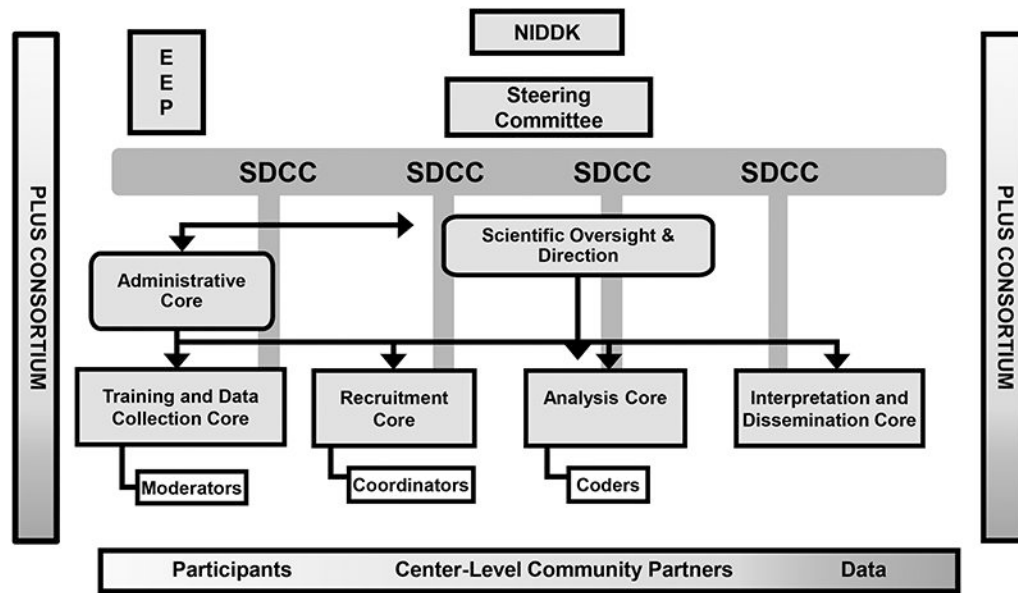 PLUS CONSORTIUM
E
E
P
NIDDK
Steering
Committee
SDCC SDCC SDCC SDCC
Scientific Oversight &
Direction
Administrative
Core
Training and Data
Collection Core
Recruitment
Core
Analysis Core
Interpretation and
Dissemination Core
Moderators
Coordinators
Coders
Participants Center-Level Community Partners Data
PLUS CONSORTIUM